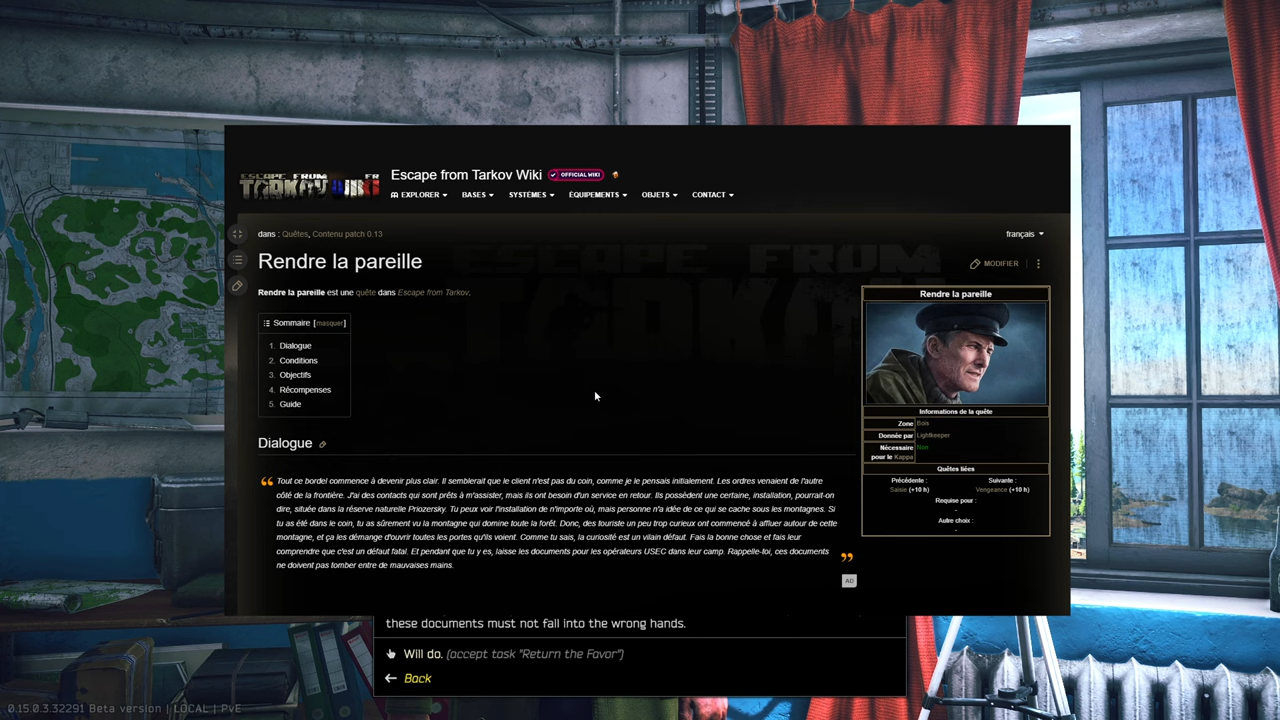 ESCAPE FROM FR
TARKOV WIKI
Escape from Tarkov Wiki OFFICIAL WIKI
EXPLORER BASES SYSTÈMES ÉQUIPEMENTS OBJETS CONTACT
dans : Quêtes, Contenu patch 0.13
français
Rendre la pareille
MODIFIER
Rendre la pareille est une quête dans Escape from Tarkov.
Sommaire [masquer]
1. Dialogue
2. Conditions
3. Objectifs
4. Récompenses
5. Guide
Rendre la pareille
Informations de la quête
Zone Bois
Donnée par Lightkeeper
Nécessaire pour le Kappa Non
Quêtes liées
Précédente : Suivante :
Saisie (+10 h) Vengeance (+10 h)
Requise pour :
-
Autre choix :
-
Dialogue
Tout ce bordel commence à devenir plus clair. Il semblerait que le client n'est pas du coin, comme je le pensais initialement. Les ordres venaient de l'autre
côté de la frontière. J'ai des contacts qui sont prêts à m'assister, mais ils ont besoin d'un service en retour. Ils possèdent une certaine, installation, pourrait-on
dire, située dans la réserve naturelle Priozersky. Tu peux voir l'installation de n'importe où, mais personne n'a idée de ce qui se cache sous les montagnes. Si
tu as été dans le coin, tu as sûrement vu la montagne qui domine toute la forêt. Donc, des touriste un peu trop curieux ont commencé à affluer autour de cette
montagne, et ça les démange d'ouvrir toutes les portes qu'ils voient. Comme tu sais, la curiosité est un vilain défaut. Fais la bonne chose et fais leur
comprendre que c'est un défaut fatal. Et pendant que tu y es, laisse les documents pour les opérateurs USEC dans leur camp. Rappelle-toi, ces documents
ne doivent pas tomber entre de mauvaises mains.
AD
these documents must not fall into the wrong hands.
Will do. (accept task "Return the Favor")
Back
0.15.0.3.32291 Beta version | LOCAL | PvE